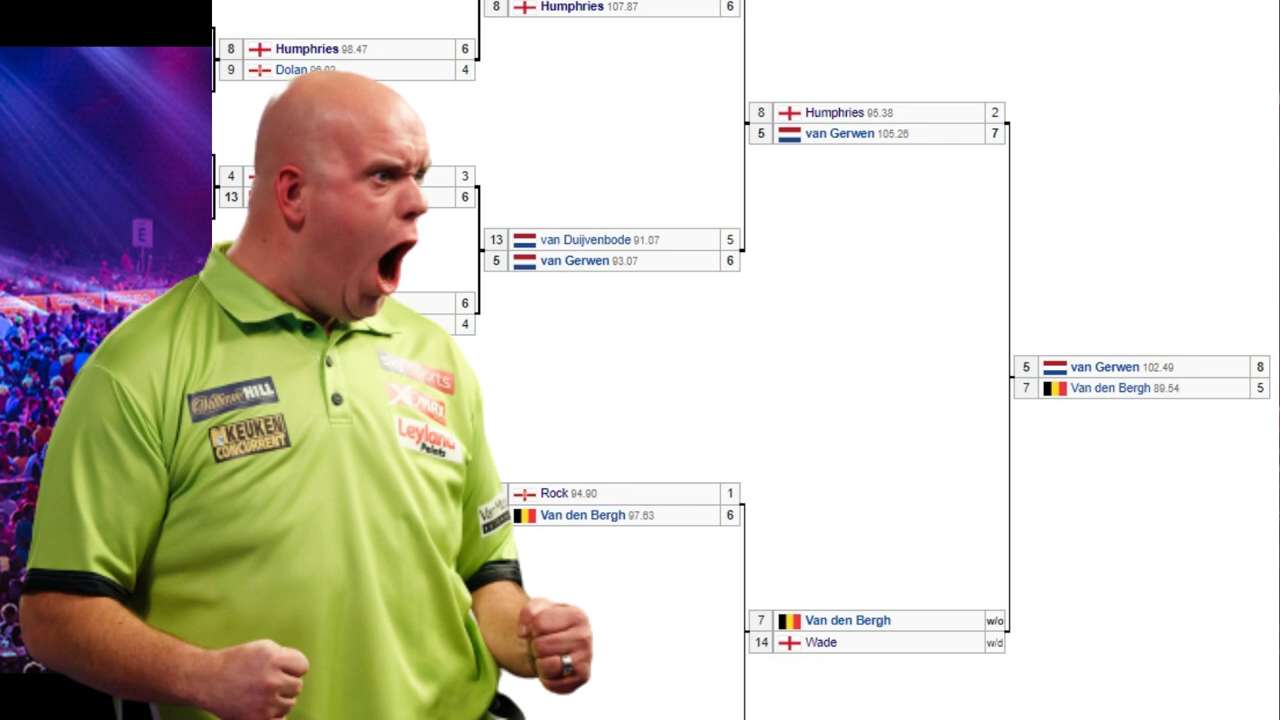 8 Humphries 107.87 6
8 Humphries 98.47 6
9 Dolan 4
8 Humphries 95.38 2
5 van Gerwen 105.26 7
4 3
13 6
13 van Duijvenbode 91.07 5
5 van Gerwen 93.07 6
6
4
5 van Gerwen 102.49 8
7 Van den Bergh 89.54 5
E
HILL
KEUKEN
CONCURRENT
Leyland
Paints
Rock 94.90 1
Van den Bergh 97.63 6
7 Van den Bergh w/o
14 Wade w/d